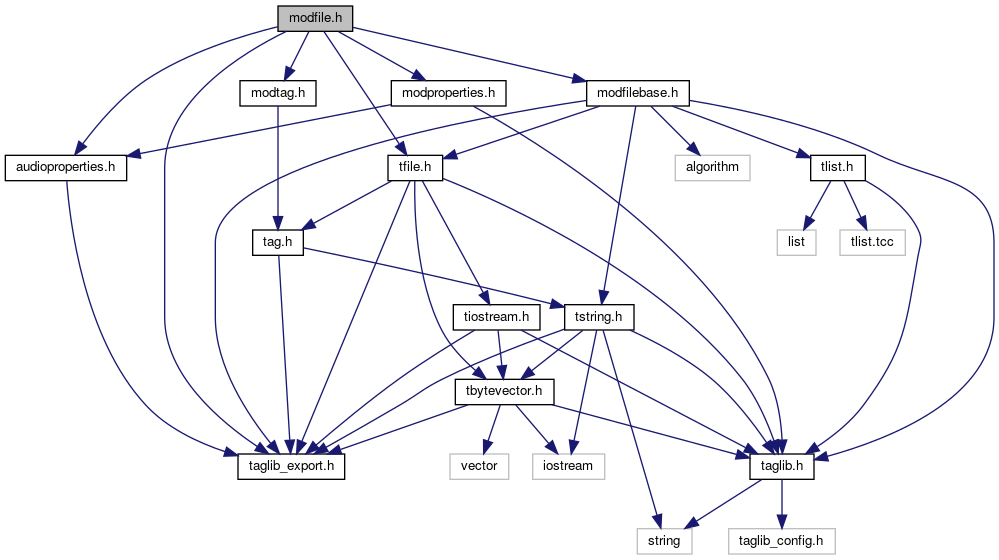 modfile.h
modtag.h
modproperties.h
modfilebase.h
audioproperties.h
tfile.h
algorithm
tlist.h
tag.h
list
tlist.tcc
tiostream.h
tstring.h
tbytevector.h
taglib_export.h
vector
iostream
taglib.h
string
taglib_config.h